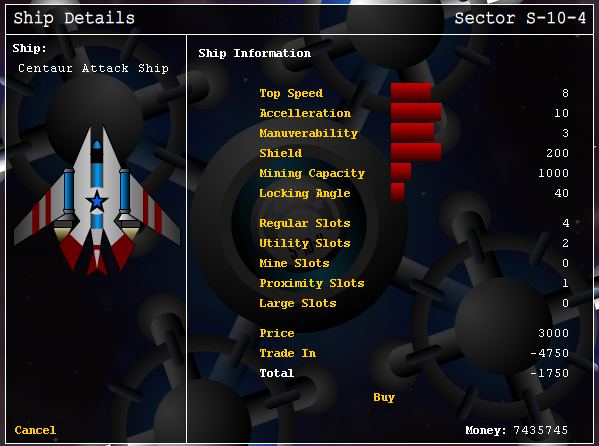 Ship Details
Sector S-10-4
Ship:
Centaur Attack Ship
Ship Information
Top Speed 8
Accelleration 10
Manuverability 3
Shield 200
Mining Capacity 1000
Locking Angle 40
Regular Slots 4
Utility Slots 2
Mine Slots 0
Proximity Slots 1
Large Slots 0
Price 3000
Trade In -4750
Total -1750
Buy
Cancel
Money: 7435745